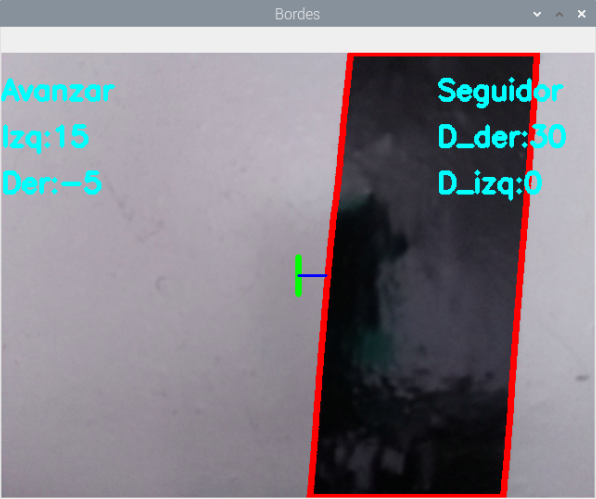 Bordes
Avanzar
Izq:15
Der:-5
Seguidor
D_der:30
D_izq:0